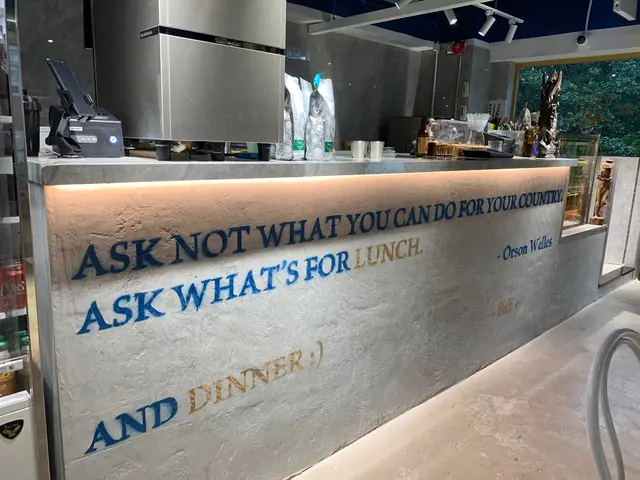 ASK NOT WHAT YOU CAN DO FOR YOUR COUNTRY.
ASK WHAT'S FOR LUNCH.
- Orson Welles
AND DINNER :)